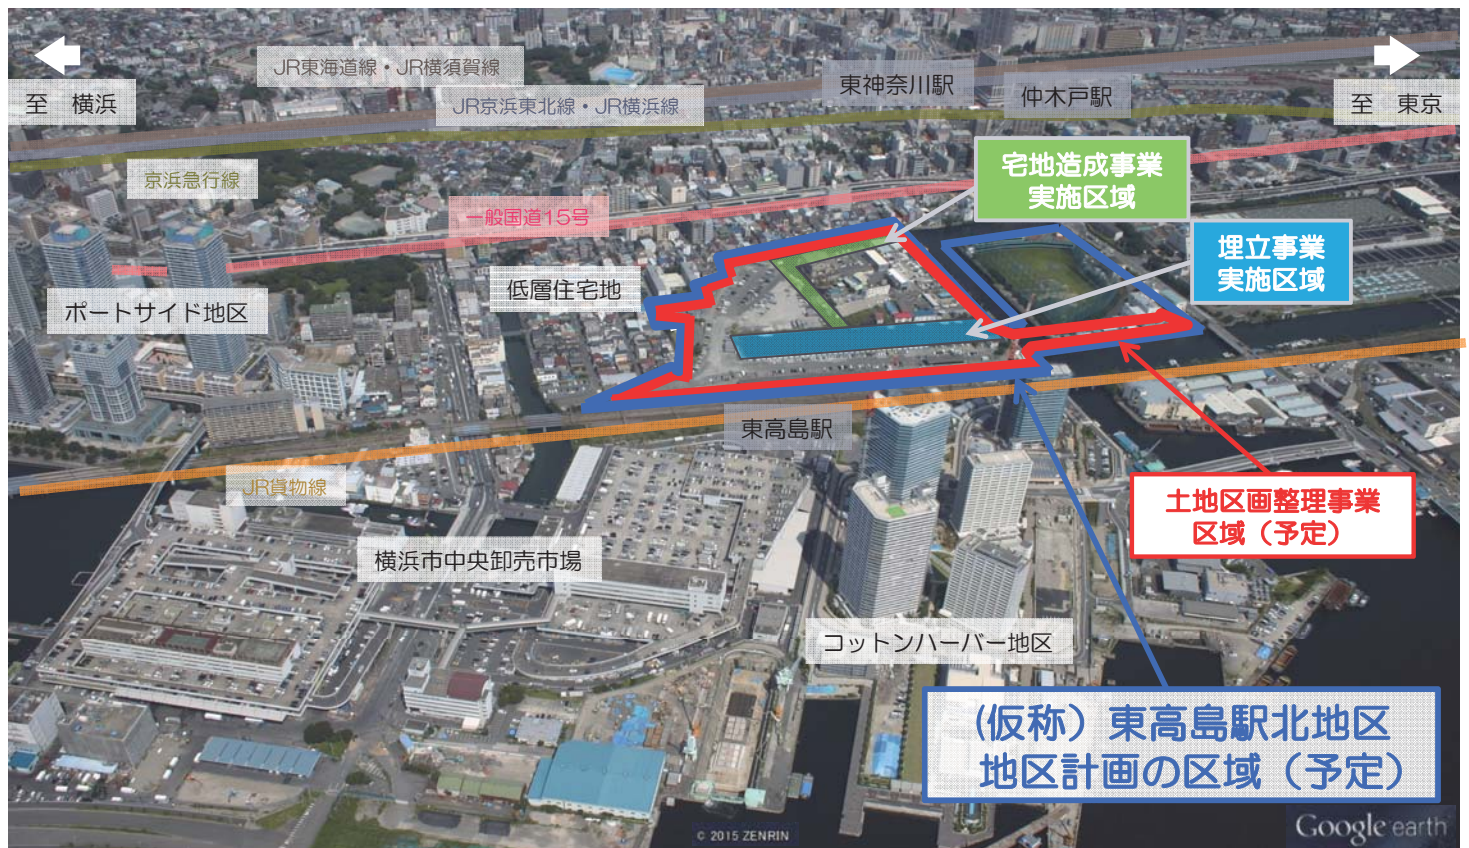 JR東海道線・JR横須賀線
東神奈川駅
仲木戸駅
至　横浜
JR京浜東北線・JR横浜線
至　東京
京浜急行線
宅地造成事業
実施区域
一般国道15号
埋立事業
実施区域
低層住宅地
ポートサイド地区
東高島駅
JR貨物線
土地区画整理事業
区域（予定）
横浜市中央卸売市場
コットンハーバー地区
(仮称）東高島駅北地区
地区計画の区域（予定）
© 2015 ZENRIN
Google earth